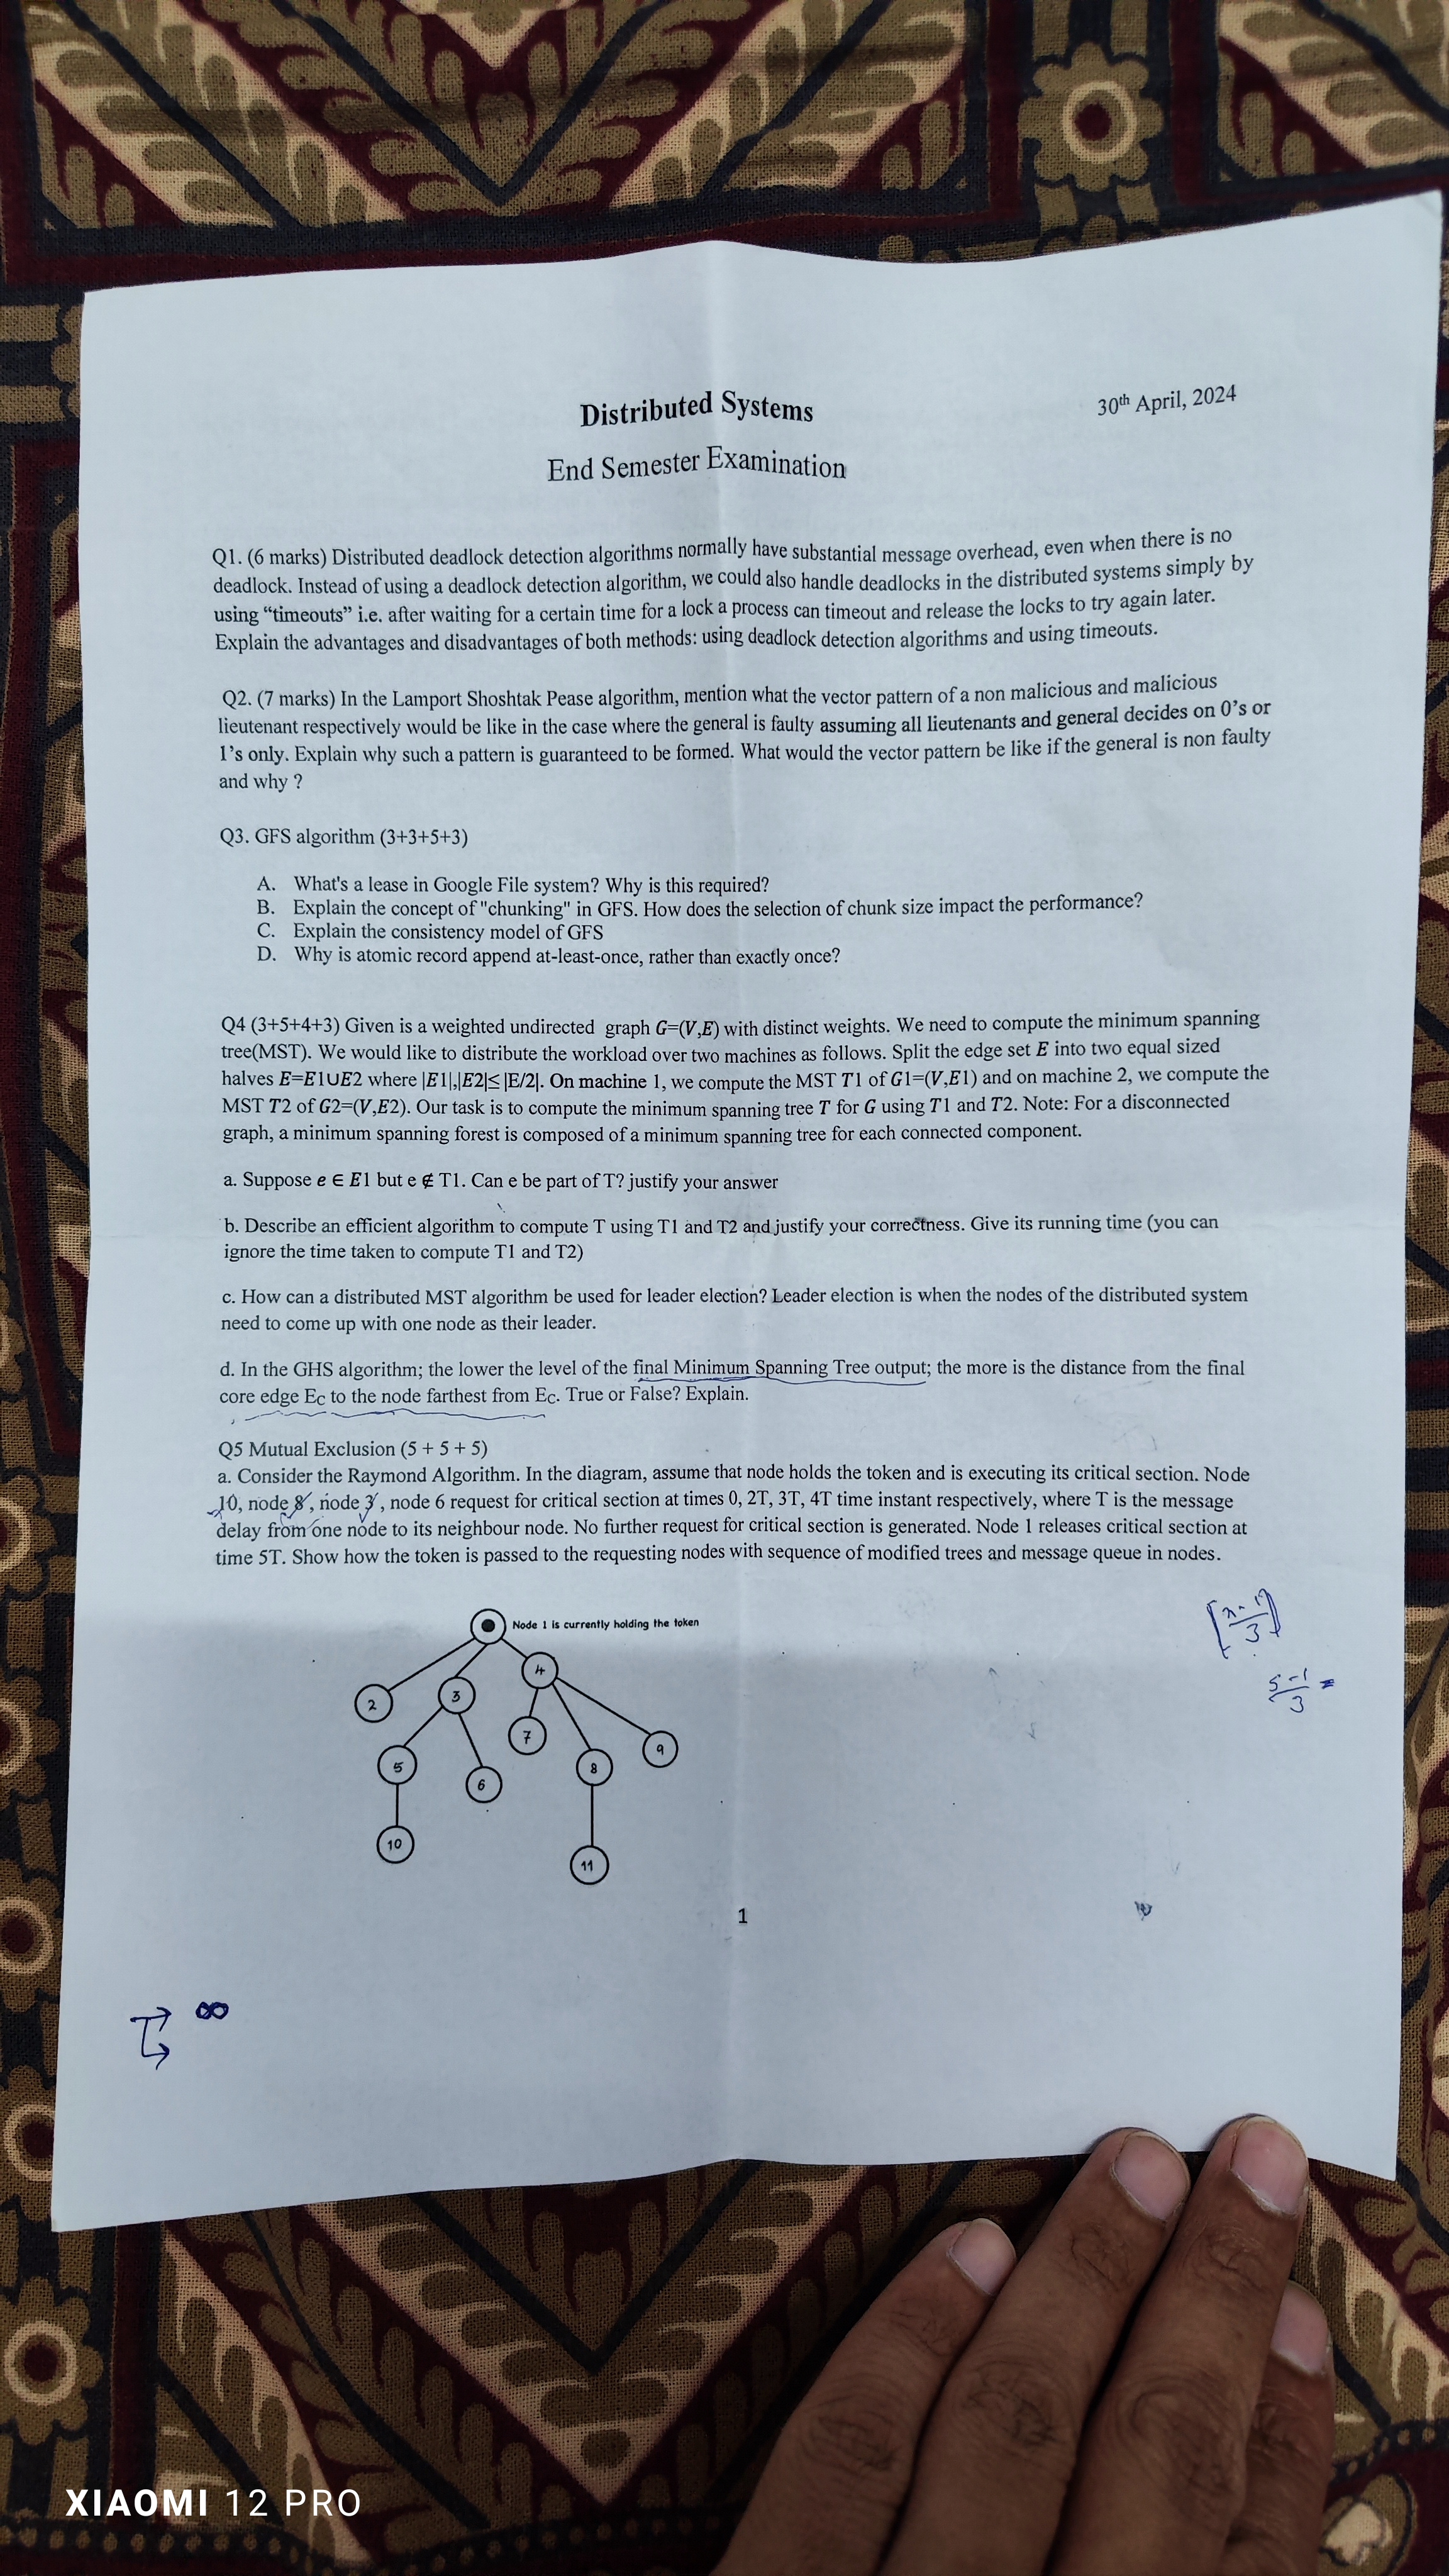 Distributed Systems
30th April, 2024
End Semester Examination
Q1. (6 marks) Distributed deadlock detection algorithms normally have substantial message overhead, even when there is no
deadlock. Instead of using a deadlock detection algorithm, we could also handle deadlocks in the distributed systems simply by
using “timeouts” i.e. after waiting for a certain time for a lock a process can timeout and release the locks to try again later.
Explain the advantages and disadvantages of both methods: using deadlock detection algorithms and using timeouts.
Q2. (7 marks) In the Lamport Shoshtak Pease algorithm, mention what the vector pattern of a non malicious and malicious
lieutenant respectively would be like in the case where the general is faulty assuming all lieutenants and general decides on 0’s or
1’s only. Explain why such a pattern is guaranteed to be formed. What would the vector pattern be like if the general is non faulty
and why ?
Q3. GFS algorithm (3+3+5+3)
A. What's a lease in Google File system? Why is this required?
B. Explain the concept of "chunking" in GFS. How does the selection of chunk size impact the performance?
C. Explain the consistency model of GFS
D. Why is atomic record append at-least-once, rather than exactly once?
Q4 (3+5+4+3) Given is a weighted undirected graph G=(V,E) with distinct weights. We need to compute the minimum spanning
tree(MST). We would like to distribute the workload over two machines as follows. Split the edge set E into two equal sized
halves E=E1∪E2 where |E1|,|E2|≤ |E/2|. On machine 1, we compute the MST T1 of G1=(V,E1) and on machine 2, we compute the
MST T2 of G2=(V,E2). Our task is to compute the minimum spanning tree T for G using T1 and T2. Note: For a disconnected
graph, a minimum spanning forest is composed of a minimum spanning tree for each connected component.
a. Suppose e ∈ E1 but e ∉ T1. Can e be part of T? justify your answer
b. Describe an efficient algorithm to compute T using T1 and T2 and justify your correctness. Give its running time (you can
ignore the time taken to compute T1 and T2)
c. How can a distributed MST algorithm be used for leader election? Leader election is when the nodes of the distributed system
need to come up with one node as their leader.
d. In the GHS algorithm; the lower the level of the final Minimum Spanning Tree output; the more is the distance from the final
core edge EC to the node farthest from EC. True or False? Explain.
Q5 Mutual Exclusion (5 + 5 + 5)
a. Consider the Raymond Algorithm. In the diagram, assume that node holds the token and is executing its critical section. Node
10, node 8, node 3, node 6 request for critical section at times 0, 2T, 3T, 4T time instant respectively, where T is the message
delay from one node to its neighbour node. No further request for critical section is generated. Node 1 releases critical section at
time 5T. Show how the token is passed to the requesting nodes with sequence of modified trees and message queue in nodes.
Node 1 is currently holding the token
4
2
3
7
9
5
8
6
10
11
5-1
3 =
1
∞
XIAOMI 12 PRO